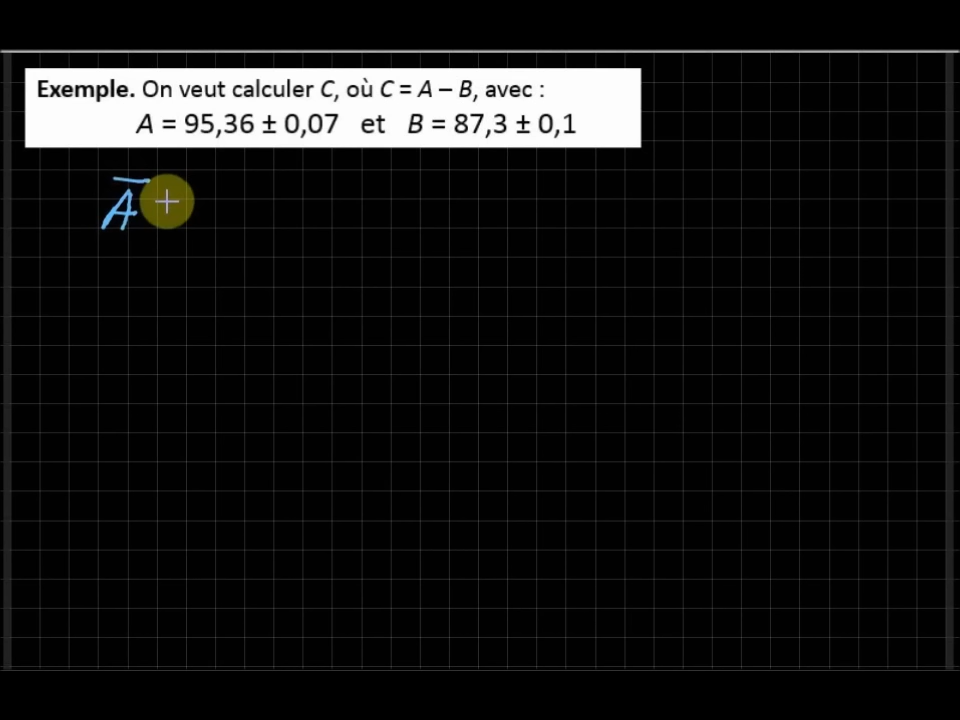 Exemple. On veut calculer C, où C = A – B, avec :
A = 95,36 ± 0,07 et B = 87,3 ± 0,1
A̅